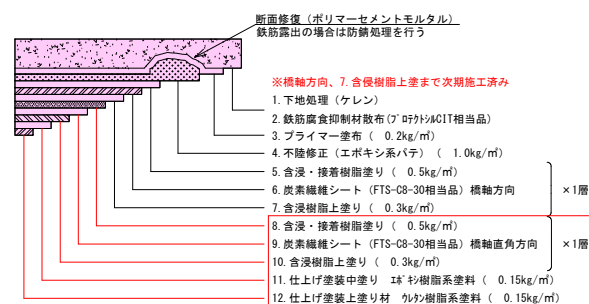 断面修復（ポリマーセメントモルタル）
鉄筋露出の場合は防錆処理を行う
※橋軸方向、7.含侵樹脂上塗まで次期施工済み
1.下地処理（ケレン）
2.鉄筋腐食抑制材散布(ﾌﾟﾛﾃｸﾄｼﾙCIT相当品)
3.プライマー塗布（ 0.2kg/㎡）
4.不陸修正（エポキシ系パテ）（ 1.0kg/㎡）
5.含浸・接着樹脂塗り（ 0.5kg/㎡）
6.炭素繊維シート（FTS-C8-30相当品）橋軸方向 ×1層
7.含浸樹脂上塗り（ 0.3kg/㎡）
8.含浸・接着樹脂塗り（ 0.5kg/㎡）
9.炭素繊維シート（FTS-C8-30相当品）橋軸直角方向 ×1層
10.含浸樹脂上塗り（ 0.3kg/㎡）
11.仕上げ塗装中塗り ｴﾎﾟｷｼ樹脂系塗料（ 0.15kg/㎡）
12.仕上げ塗装上塗り材 ｳﾚﾀﾝ樹脂系塗料（ 0.15kg/㎡）